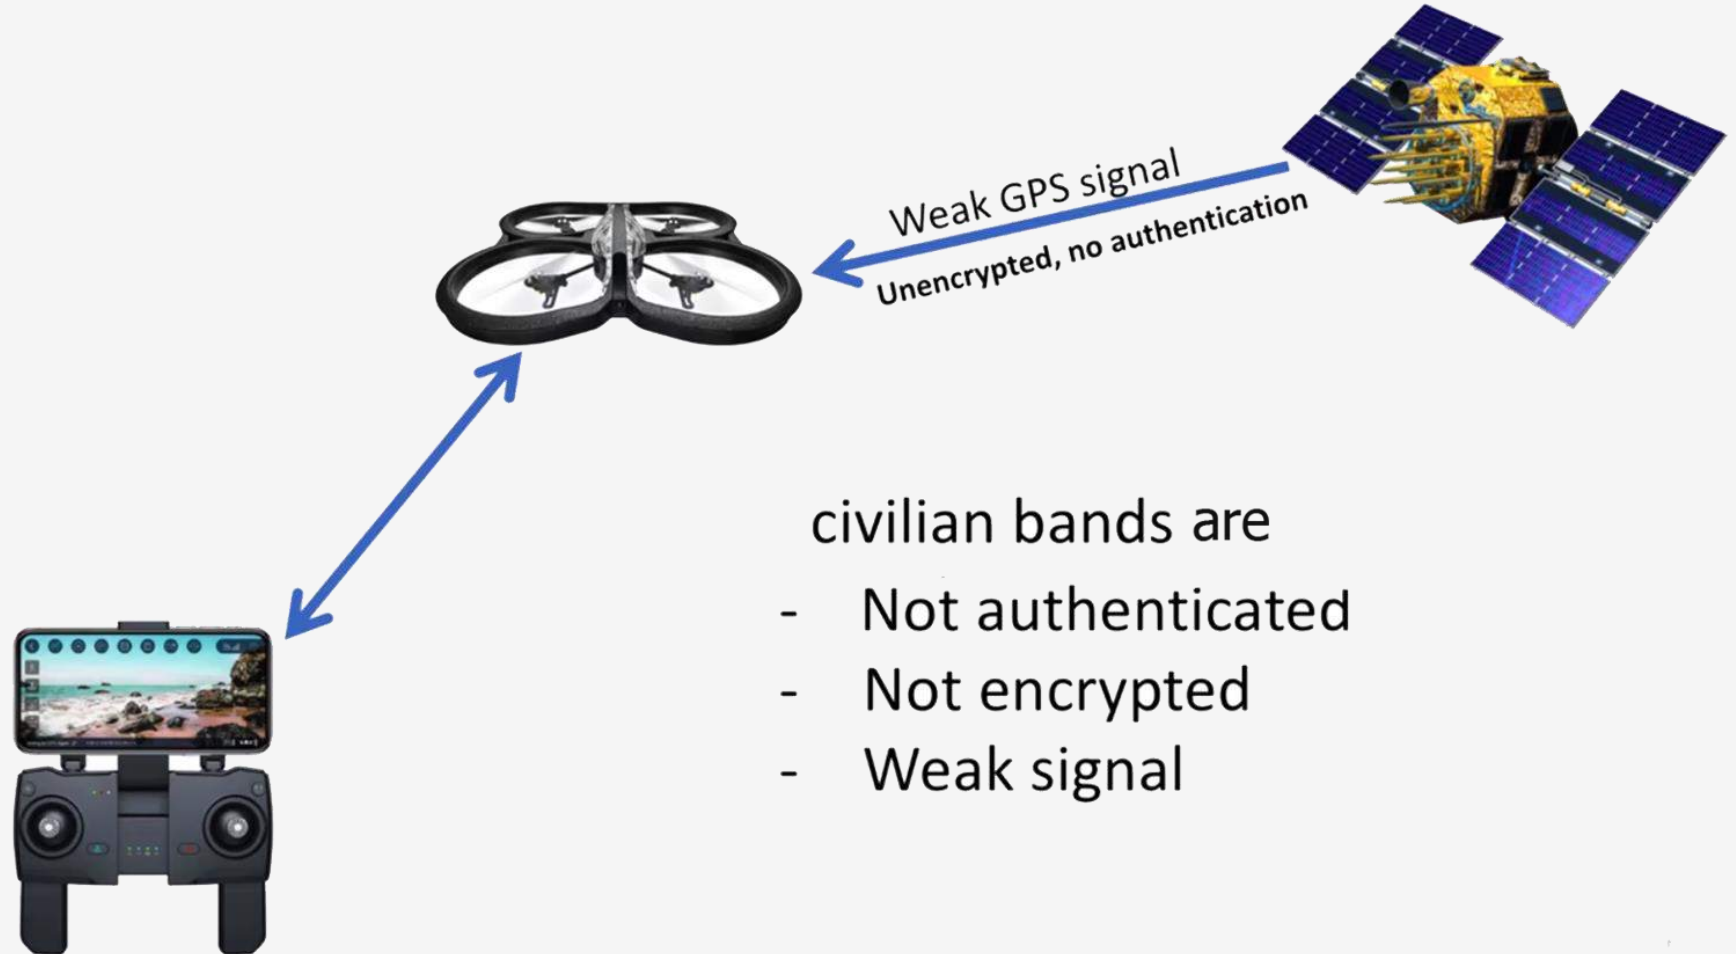 Weak GPS signal
Unencrypted, no authentication
civilian bands are
- Not authenticated
- Not encrypted
- Weak signal